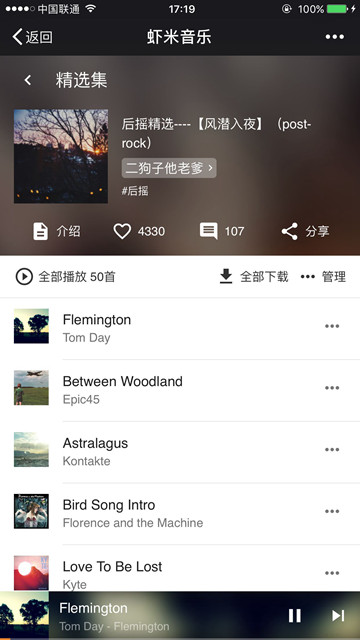 中国联通 17:19 100%
返回 虾米音乐
精选集
后摇精选----【风潜入夜】（post-
rock）
二狗子他老爹
#后摇
介绍 4330 107 分享
全部播放 50首 全部下载 管理
Flemington
Tom Day
Between Woodland
Epic45
Astralagus
Kontakte
Bird Song Intro
Florence and the Machine
Love To Be Lost
Kyte
Flemington
Tom Day - Flemington